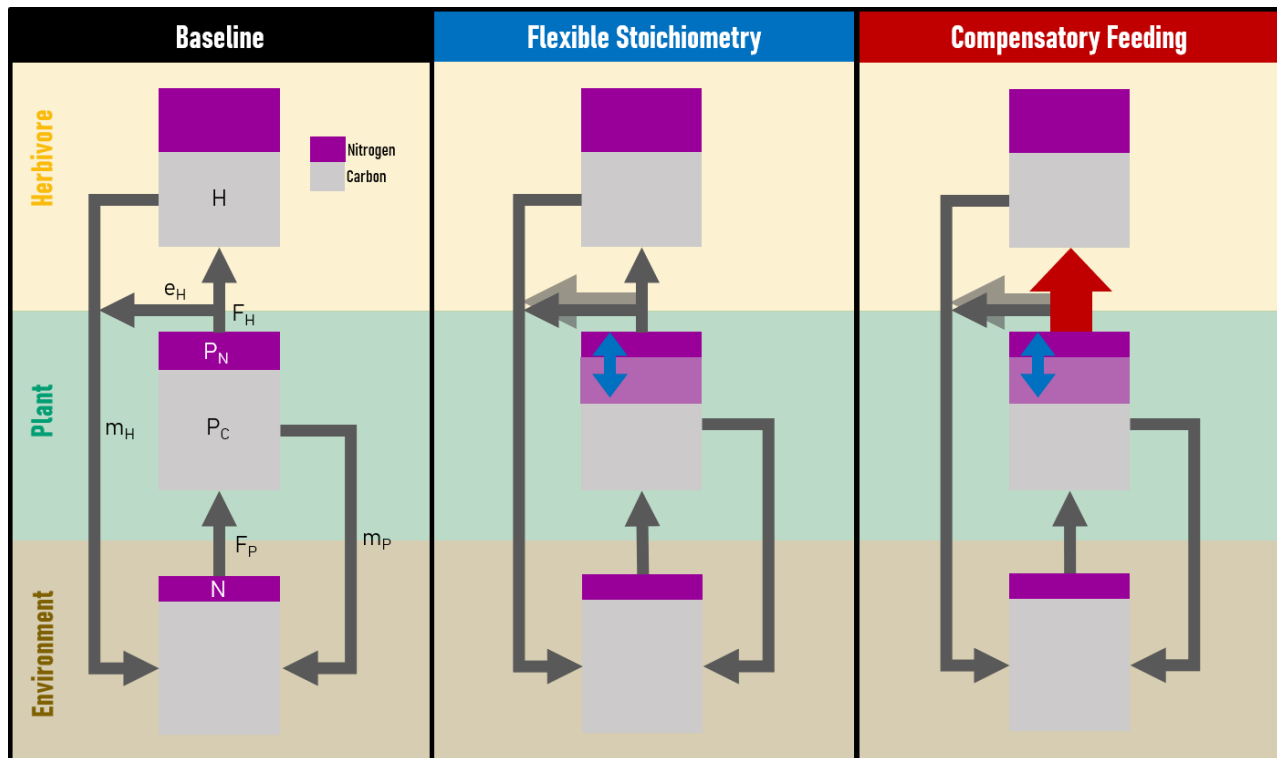 Baseline
Flexible Stoichiometry
Compensatory Feeding
Herbivore
Nitrogen
Carbon
H
e_H
F_H
P_N
Plant
P_C
m_H
F_P
m_P
N
Environment